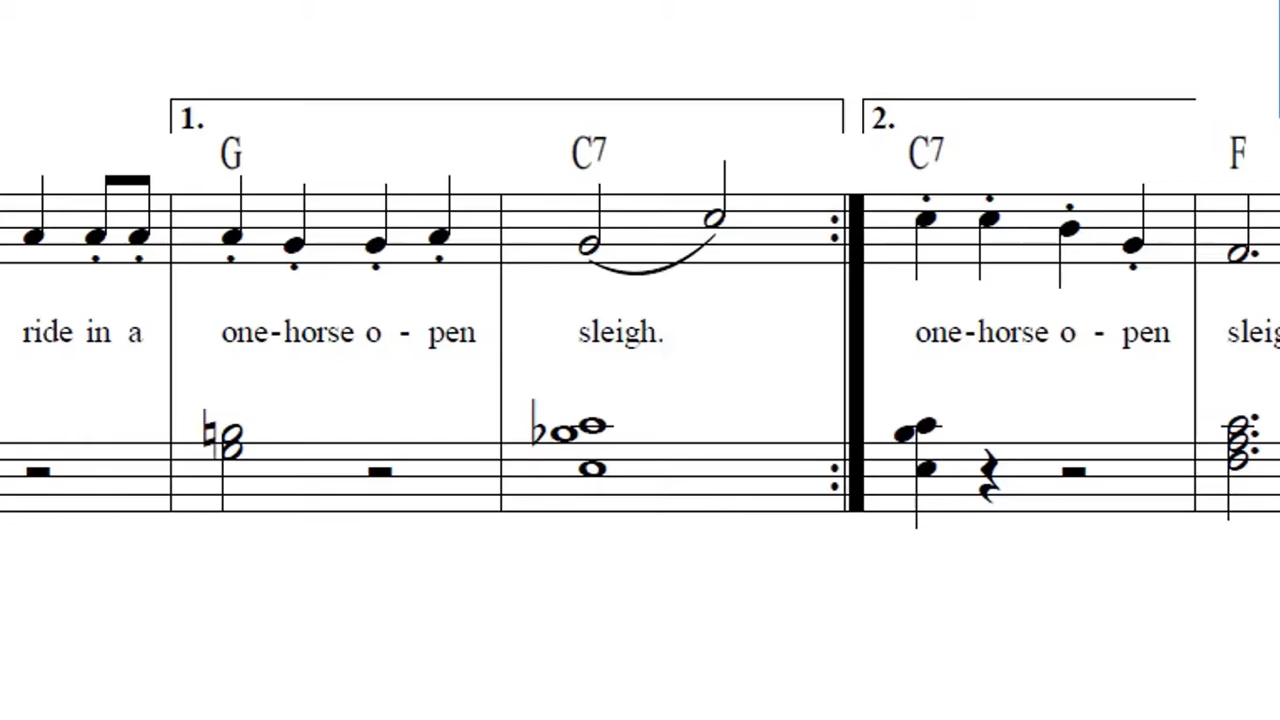 1. 2.
G C7 C7 F
ride in a one-horse o - pen sleigh. one-horse o - pen